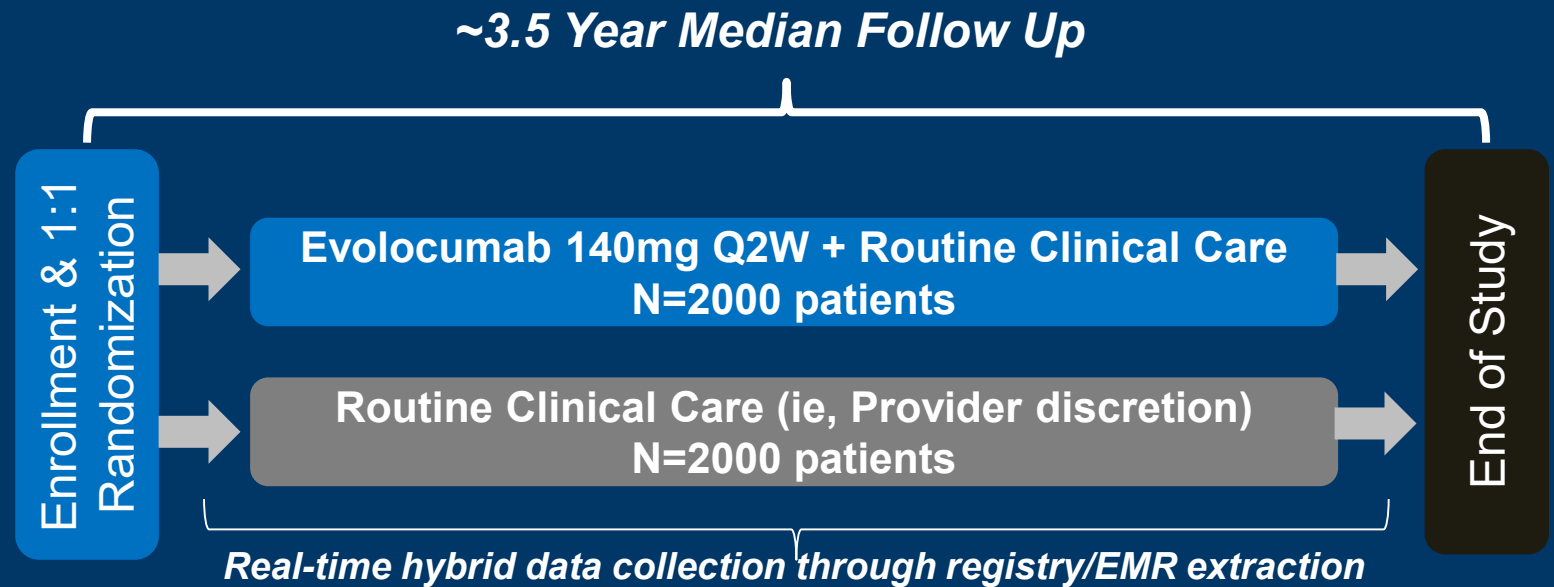 ~3.5 Year Median Follow Up
Enrollment & 1:1
Randomization
Evolocumab 140mg Q2W + Routine Clinical Care
N=2000 patients
Routine Clinical Care (ie, Provider discretion)
N=2000 patients
End of Study
Real-time hybrid data collection through registry/EMR extraction